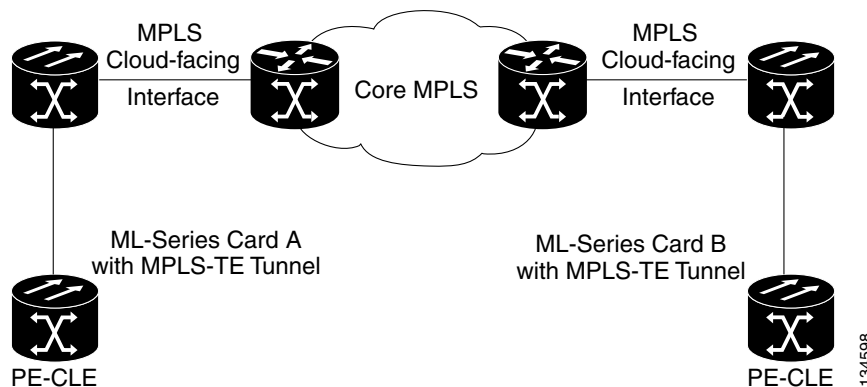 MPLS
Cloud-facing
Interface
Core MPLS
MPLS
Cloud-facing
Interface
ML-Series Card A
with MPLS-TE Tunnel
ML-Series Card B
with MPLS-TE Tunnel
PE-CLE
PE-CLE
134598